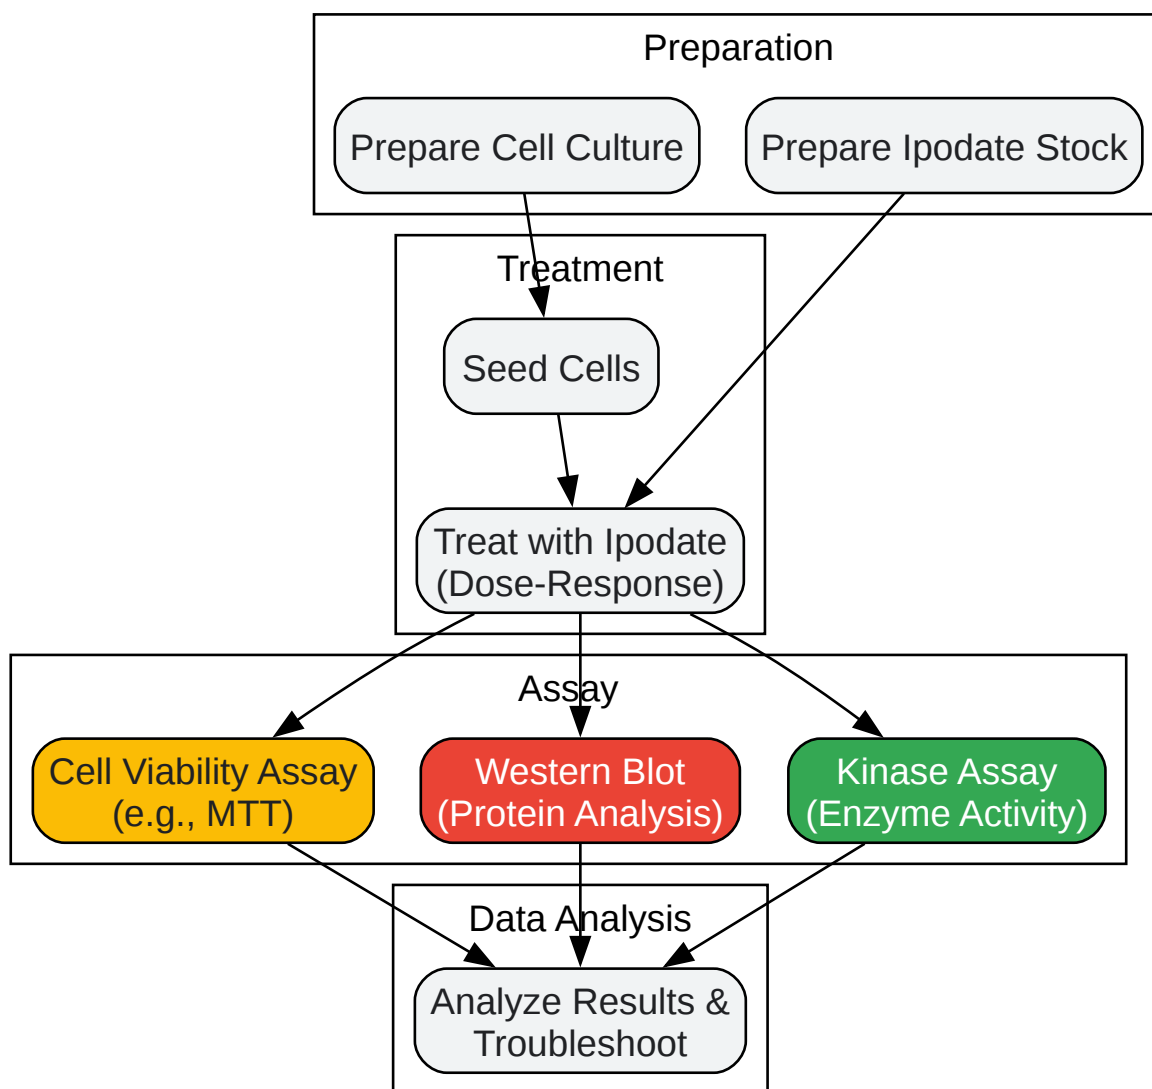 Preparation
Prepare Cell Culture
Prepare Ipodate Stock
Treatment
Seed Cells
Treat with Ipodate
(Dose-Response)
Assay
Cell Viability Assay
(e.g., MTT)
Western Blot
(Protein Analysis)
Kinase Assay
(Enzyme Activity)
Data Analysis
Analyze Results &
Troubleshoot